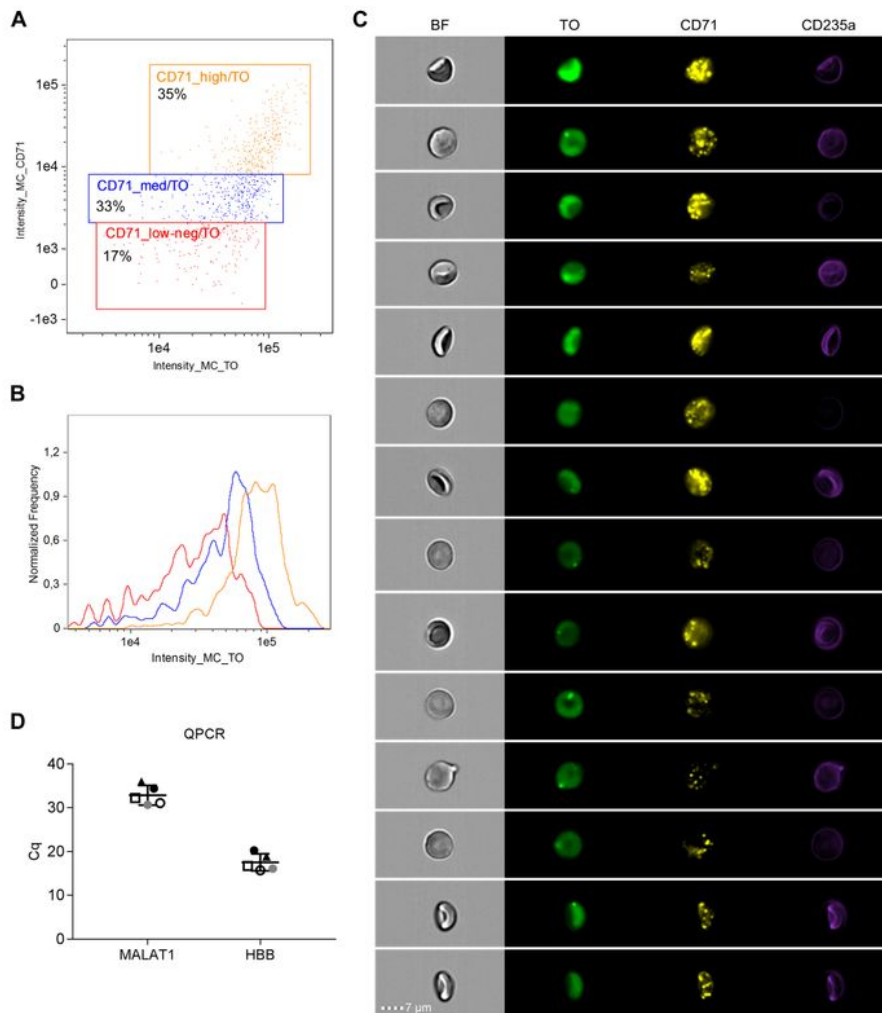 A
CD71_high/TO
35%
CD71_med/TO
33%
CD71_low-neg/TO
17%
1e5
1e4
1e3
0
-1e3
Intensity_MC_CD71
1e4 1e5
Intensity_MC_TO
B
1,2
0,9
0,6
0,3
0
Normalized Frequency
1e4 1e5
Intensity_MC_TO
D
QPCR
40
30
20
10
0
Cq
MALAT1 HBB
C
BF TO CD71 CD235a
7 µm